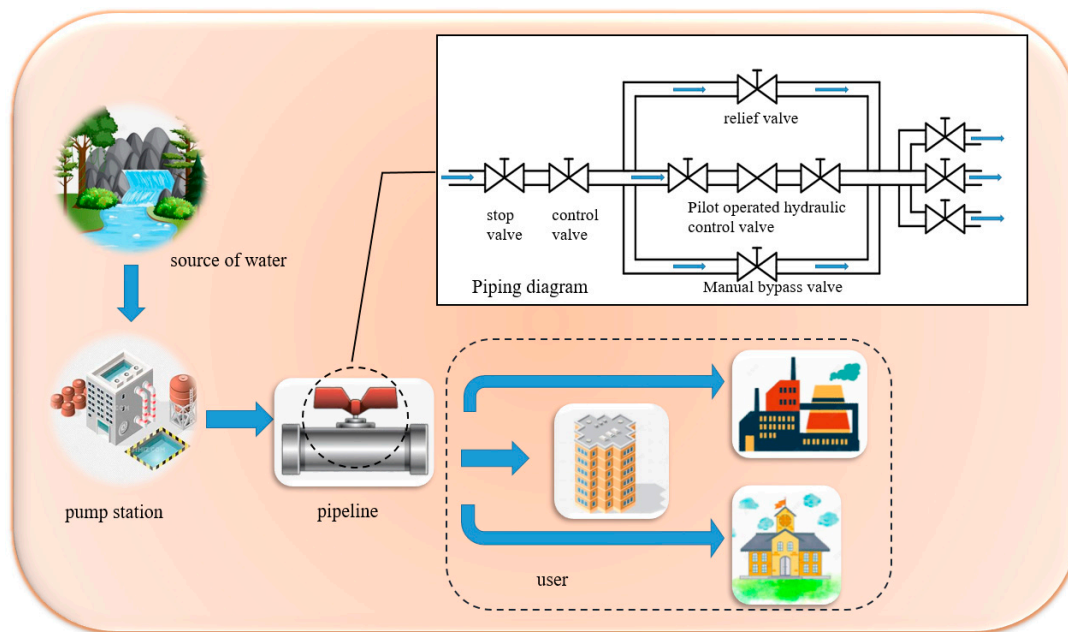 relief valve
stop
valve
control
valve
Pilot operated hydraulic
control valve
Manual bypass valve
Piping diagram
source of water
pump station
pipeline
user